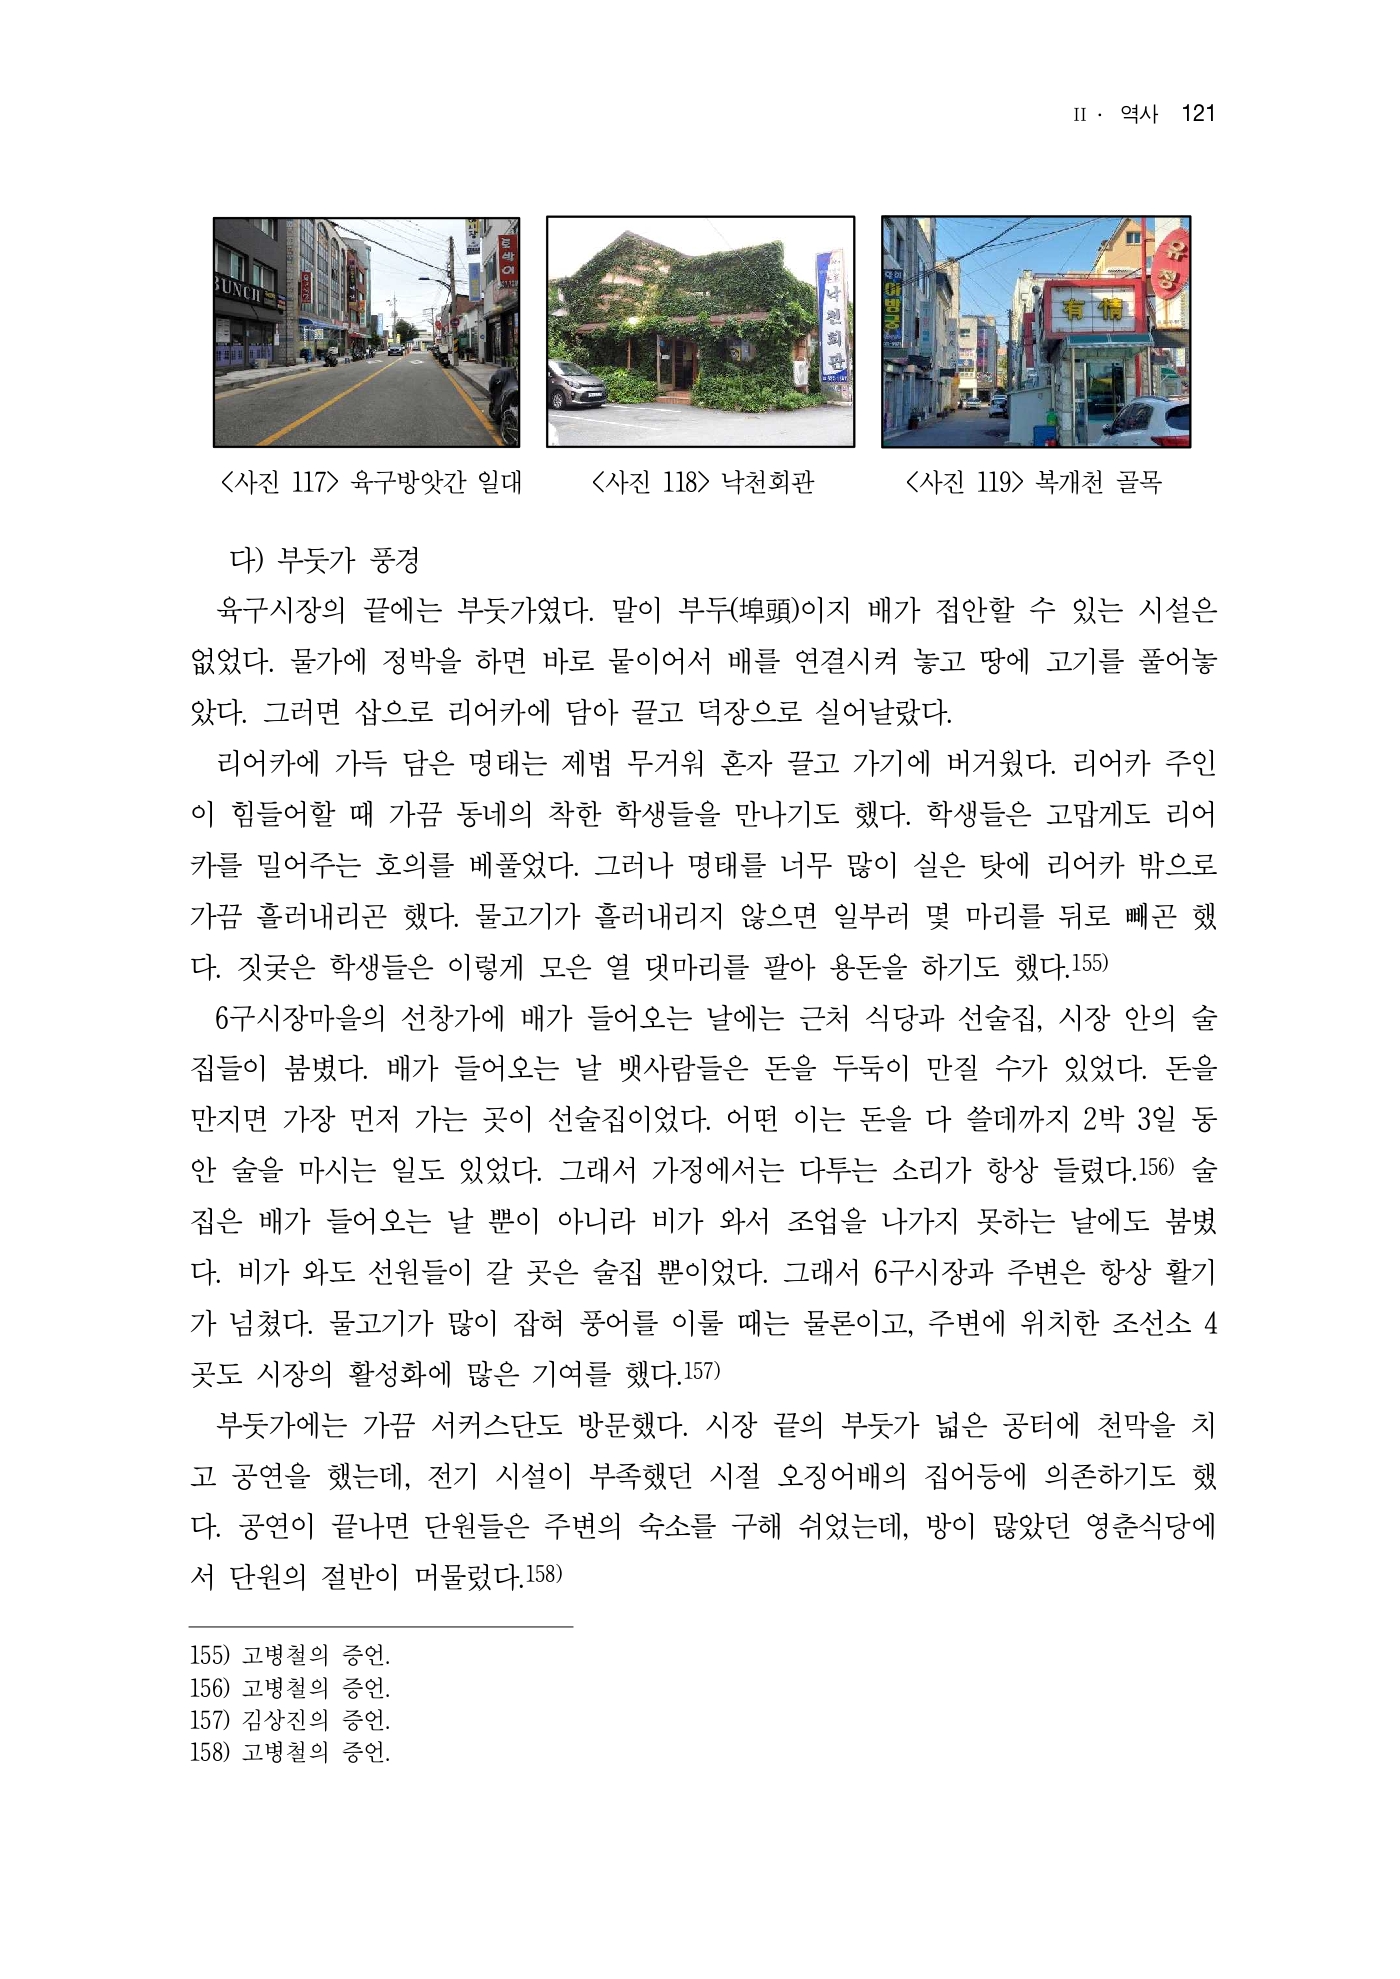 II · 역사 121
BUNCH
토박이
낙천회관
아방궁
有情
유정
<사진 117> 육구방앗간 일대
<사진 118> 낙천회관
<사진 119> 복개천 골목
다) 부둣가 풍경
육구시장의 끝에는 부둣가였다. 말이 부두(埠頭)이지 배가 접안할 수 있는 시설은
없었다. 물가에 정박을 하면 바로 뭍이어서 배를 연결시켜 놓고 땅에 고기를 풀어놓
았다. 그러면 삽으로 리어카에 담아 끌고 덕장으로 실어날랐다.
리어카에 가득 담은 명태는 제법 무거워 혼자 끌고 가기에 버거웠다. 리어카 주인
이 힘들어할 때 가끔 동네의 착한 학생들을 만나기도 했다. 학생들은 고맙게도 리어
카를 밀어주는 호의를 베풀었다. 그러나 명태를 너무 많이 실은 탓에 리어카 밖으로
가끔 흘러내리곤 했다. 물고기가 흘러내리지 않으면 일부러 몇 마리를 뒤로 빼곤 했
다. 짓궂은 학생들은 이렇게 모은 열 댓마리를 팔아 용돈을 하기도 했다.155)
6구시장마을의 선창가에 배가 들어오는 날에는 근처 식당과 선술집, 시장 안의 술
집들이 붐볐다. 배가 들어오는 날 뱃사람들은 돈을 두둑이 만질 수가 있었다. 돈을
만지면 가장 먼저 가는 곳이 선술집이었다. 어떤 이는 돈을 다 쓸데까지 2박 3일 동
안 술을 마시는 일도 있었다. 그래서 가정에서는 다투는 소리가 항상 들렸다.156) 술
집은 배가 들어오는 날 뿐이 아니라 비가 와서 조업을 나가지 못하는 날에도 붐볐
다. 비가 와도 선원들이 갈 곳은 술집 뿐이었다. 그래서 6구시장과 주변은 항상 활기
가 넘쳤다. 물고기가 많이 잡혀 풍어를 이룰 때는 물론이고, 주변에 위치한 조선소 4
곳도 시장의 활성화에 많은 기여를 했다.157)
부둣가에는 가끔 서커스단도 방문했다. 시장 끝의 부둣가 넓은 공터에 천막을 치
고 공연을 했는데, 전기 시설이 부족했던 시절 오징어배의 집어등에 의존하기도 했
다. 공연이 끝나면 단원들은 주변의 숙소를 구해 쉬었는데, 방이 많았던 영춘식당에
서 단원의 절반이 머물렀다.158)
155) 고병철의 증언.
156) 고병철의 증언.
157) 김상진의 증언.
158) 고병철의 증언.